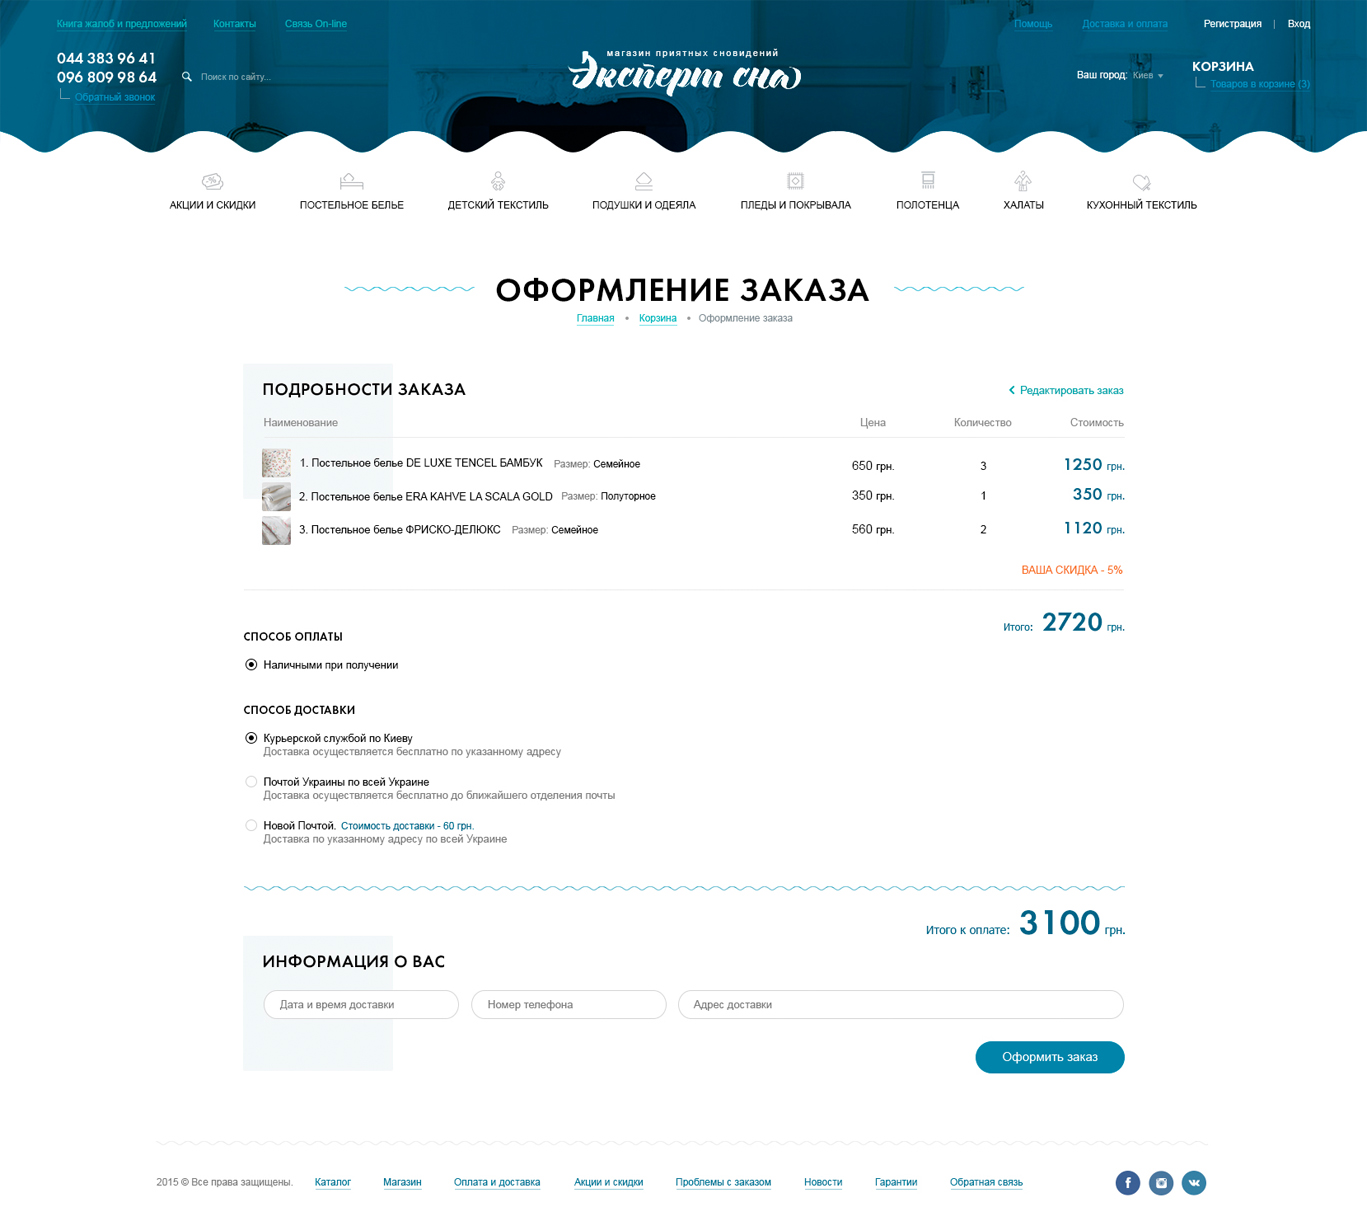 Книга жалоб и предложений Контакты Связь On-line Помощь Доставка и оплата Регистрация | Вход
044 383 96 41
096 809 98 64
Обратный звонок
Поиск по сайту...
магазин приятных сновидений
Эксперт сна
Ваш город: Киев
КОРЗИНА
Товаров в корзине (3)
АКЦИИ И СКИДКИ ПОСТЕЛЬНОЕ БЕЛЬЕ ДЕТСКИЙ ТЕКСТИЛЬ ПОДУШКИ И ОДЕЯЛА ПЛЕДЫ И ПОКРЫВАЛА ПОЛОТЕНЦА ХАЛАТЫ КУХОННЫЙ ТЕКСТИЛЬ
ОФОРМЛЕНИЕ ЗАКАЗА
Главная • Корзина • Оформление заказа
ПОДРОБНОСТИ ЗАКАЗА
Редактировать заказ
Наименование Цена Количество Стоимость
1. Постельное белье DE LUXE TENCEL БАМБУК Размер: Семейное 650 грн. 3 1250 грн.
2. Постельное белье ERA KAHVE LA SCALA GOLD Размер: Полуторное 350 грн. 1 350 грн.
3. Постельное белье ФРИСКО-ДЕЛЮКС Размер: Семейное 560 грн. 2 1120 грн.
ВАША СКИДКА - 5%
Итого: 2720 грн.
СПОСОБ ОПЛАТЫ
Наличными при получении
СПОСОБ ДОСТАВКИ
Курьерской службой по Киеву
Доставка осуществляется бесплатно по указанному адресу
Почтой Украины по всей Украине
Доставка осуществляется бесплатно до ближайшего отделения почты
Новой Почтой. Стоимость доставки - 60 грн.
Доставка по указанному адресу по всей Украине
Итого к оплате: 3100 грн.
ИНФОРМАЦИЯ О ВАС
Дата и время доставки Номер телефона Адрес доставки
Оформить заказ
2015 © Все права защищены. Каталог Магазин Оплата и доставка Акции и скидки Проблемы с заказом Новости Гарантии Обратная связь